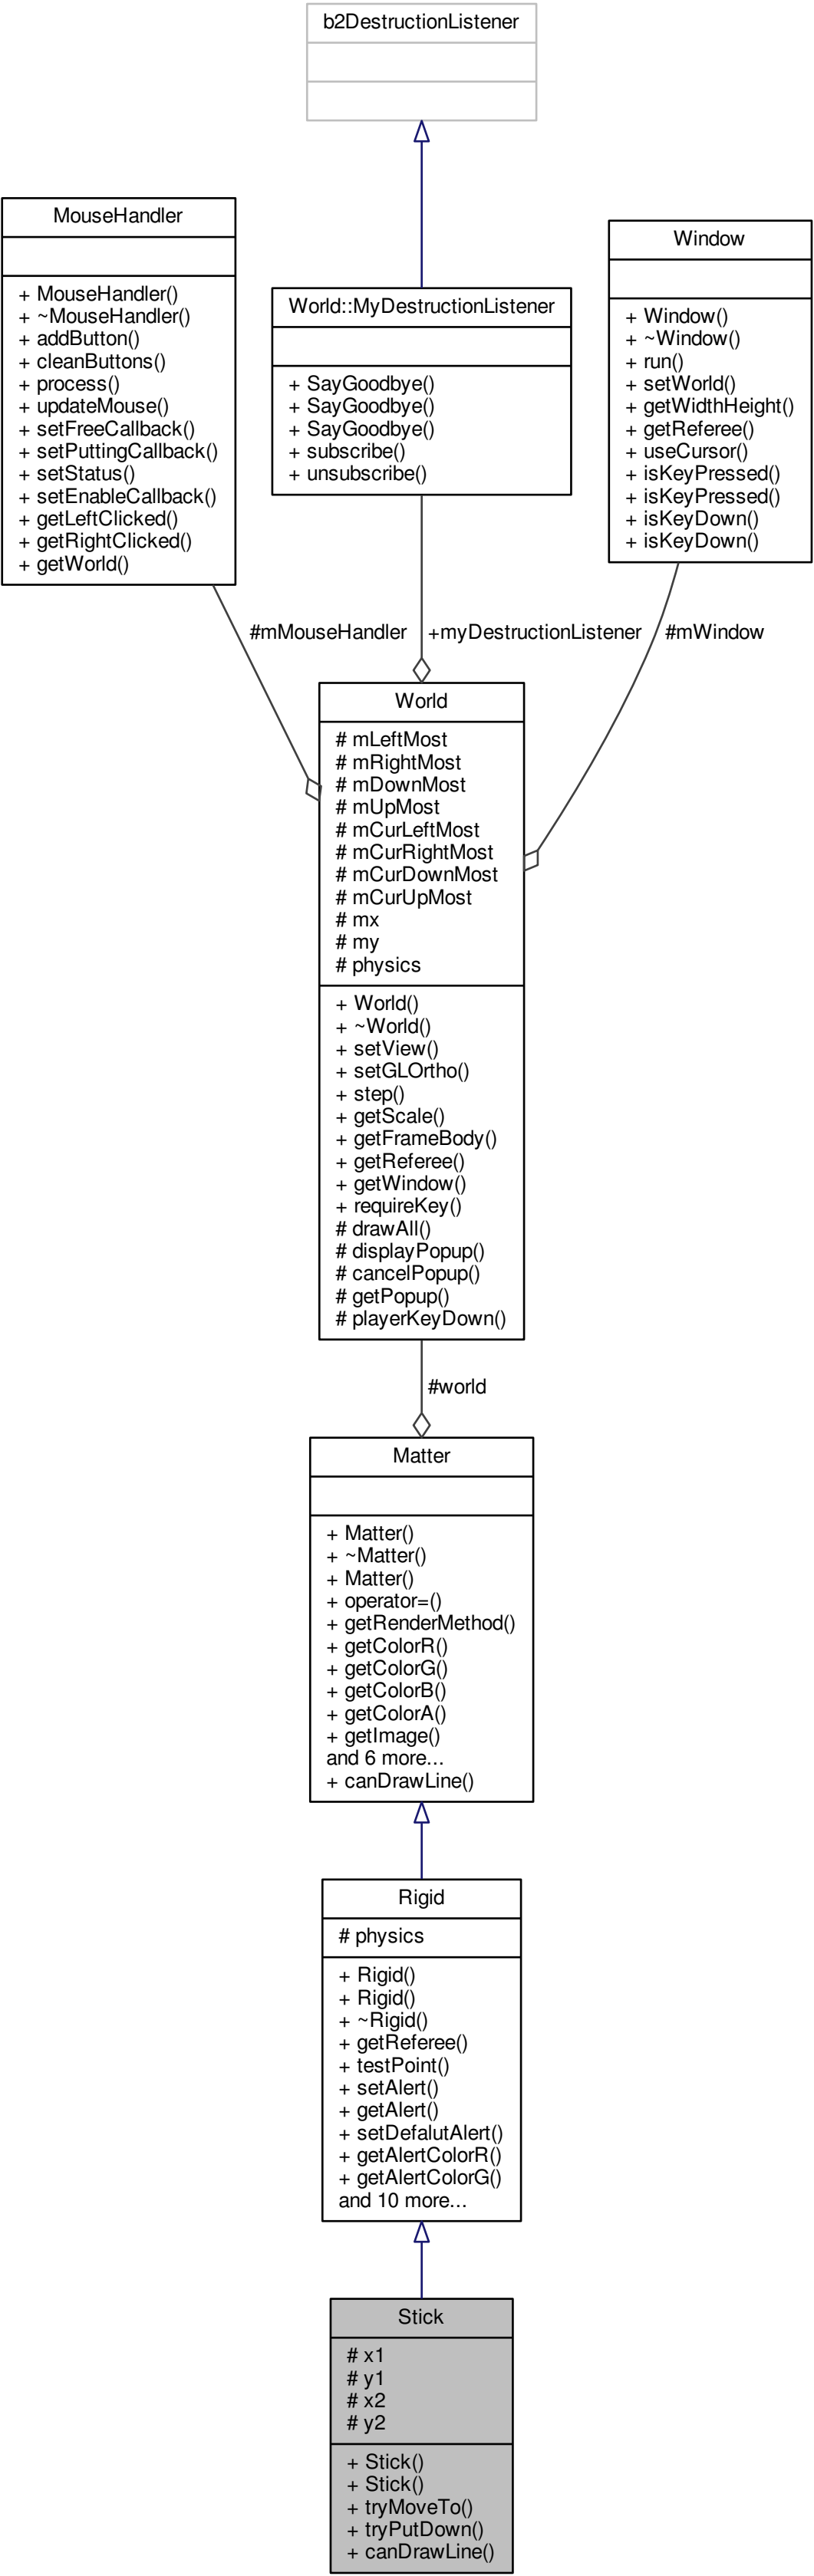 b2DestructionListener
MouseHandler
+ MouseHandler()
+ ~MouseHandler()
+ addButton()
+ cleanButtons()
+ process()
+ updateMouse()
+ setFreeCallback()
+ setPuttingCallback()
+ setStatus()
+ setEnableCallback()
+ getLeftClicked()
+ getRightClicked()
+ getWorld()
World::MyDestructionListener
+ SayGoodbye()
+ SayGoodbye()
+ SayGoodbye()
+ subscribe()
+ unsubscribe()
Window
+ Window()
+ ~Window()
+ run()
+ setWorld()
+ getWidthHeight()
+ getReferee()
+ useCursor()
+ isKeyPressed()
+ isKeyPressed()
+ isKeyDown()
+ isKeyDown()
#mMouseHandler
+myDestructionListener
#mWindow
World
# mLeftMost
# mRightMost
# mDownMost
# mUpMost
# mCurLeftMost
# mCurRightMost
# mCurDownMost
# mCurUpMost
# mx
# my
# physics
+ World()
+ ~World()
+ setView()
+ setGLOrtho()
+ step()
+ getScale()
+ getFrameBody()
+ getReferee()
+ getWindow()
+ requireKey()
# drawAll()
# displayPopup()
# cancelPopup()
# getPopup()
# playerKeyDown()
#world
Matter
+ Matter()
+ ~Matter()
+ Matter()
+ operator=()
+ getRenderMethod()
+ getColorR()
+ getColorG()
+ getColorB()
+ getColorA()
+ getImage()
and 6 more...
+ canDrawLine()
Rigid
# physics
+ Rigid()
+ Rigid()
+ ~Rigid()
+ getReferee()
+ testPoint()
+ setAlert()
+ getAlert()
+ setDefalutAlert()
+ getAlertColorR()
+ getAlertColorG()
and 10 more...
Stick
# x1
# y1
# x2
# y2
+ Stick()
+ Stick()
+ tryMoveTo()
+ tryPutDown()
+ canDrawLine()